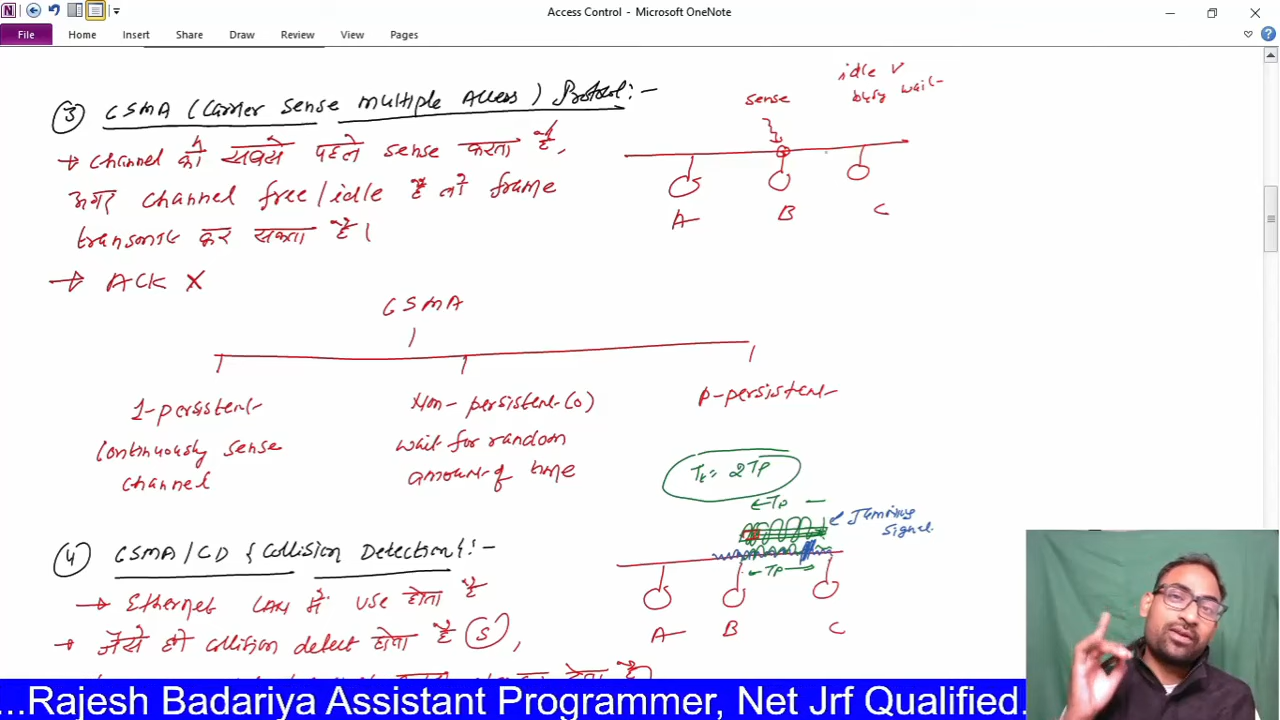 Access Control - Microsoft OneNote
File Home Insert Share Draw Review View Pages
③ CSMA (Carrier Sense Multiple Access) Protocol:-
→ Channel को सबसे पहले sense करता है,
अगर channel free/idle है तो frame
transmit कर सकता है।
→ ACK X
sense
idle ✓
busy wait
A B C
CSMA
1-persistent
Continuously sense
channel
Non-persistent (0)
wait for random
amount of time
p-persistent
Tt = 2Tp
←Tp—
Jamming
Signal
←Tp→
A B C
④ CSMA/CD {Collision Detection}:-
→ Ethernet LAN में use होता है
→ जैसे ही collision detect होता है (S),
...Rajesh Badariya Assistant Programmer, Net Jrf Qualified.